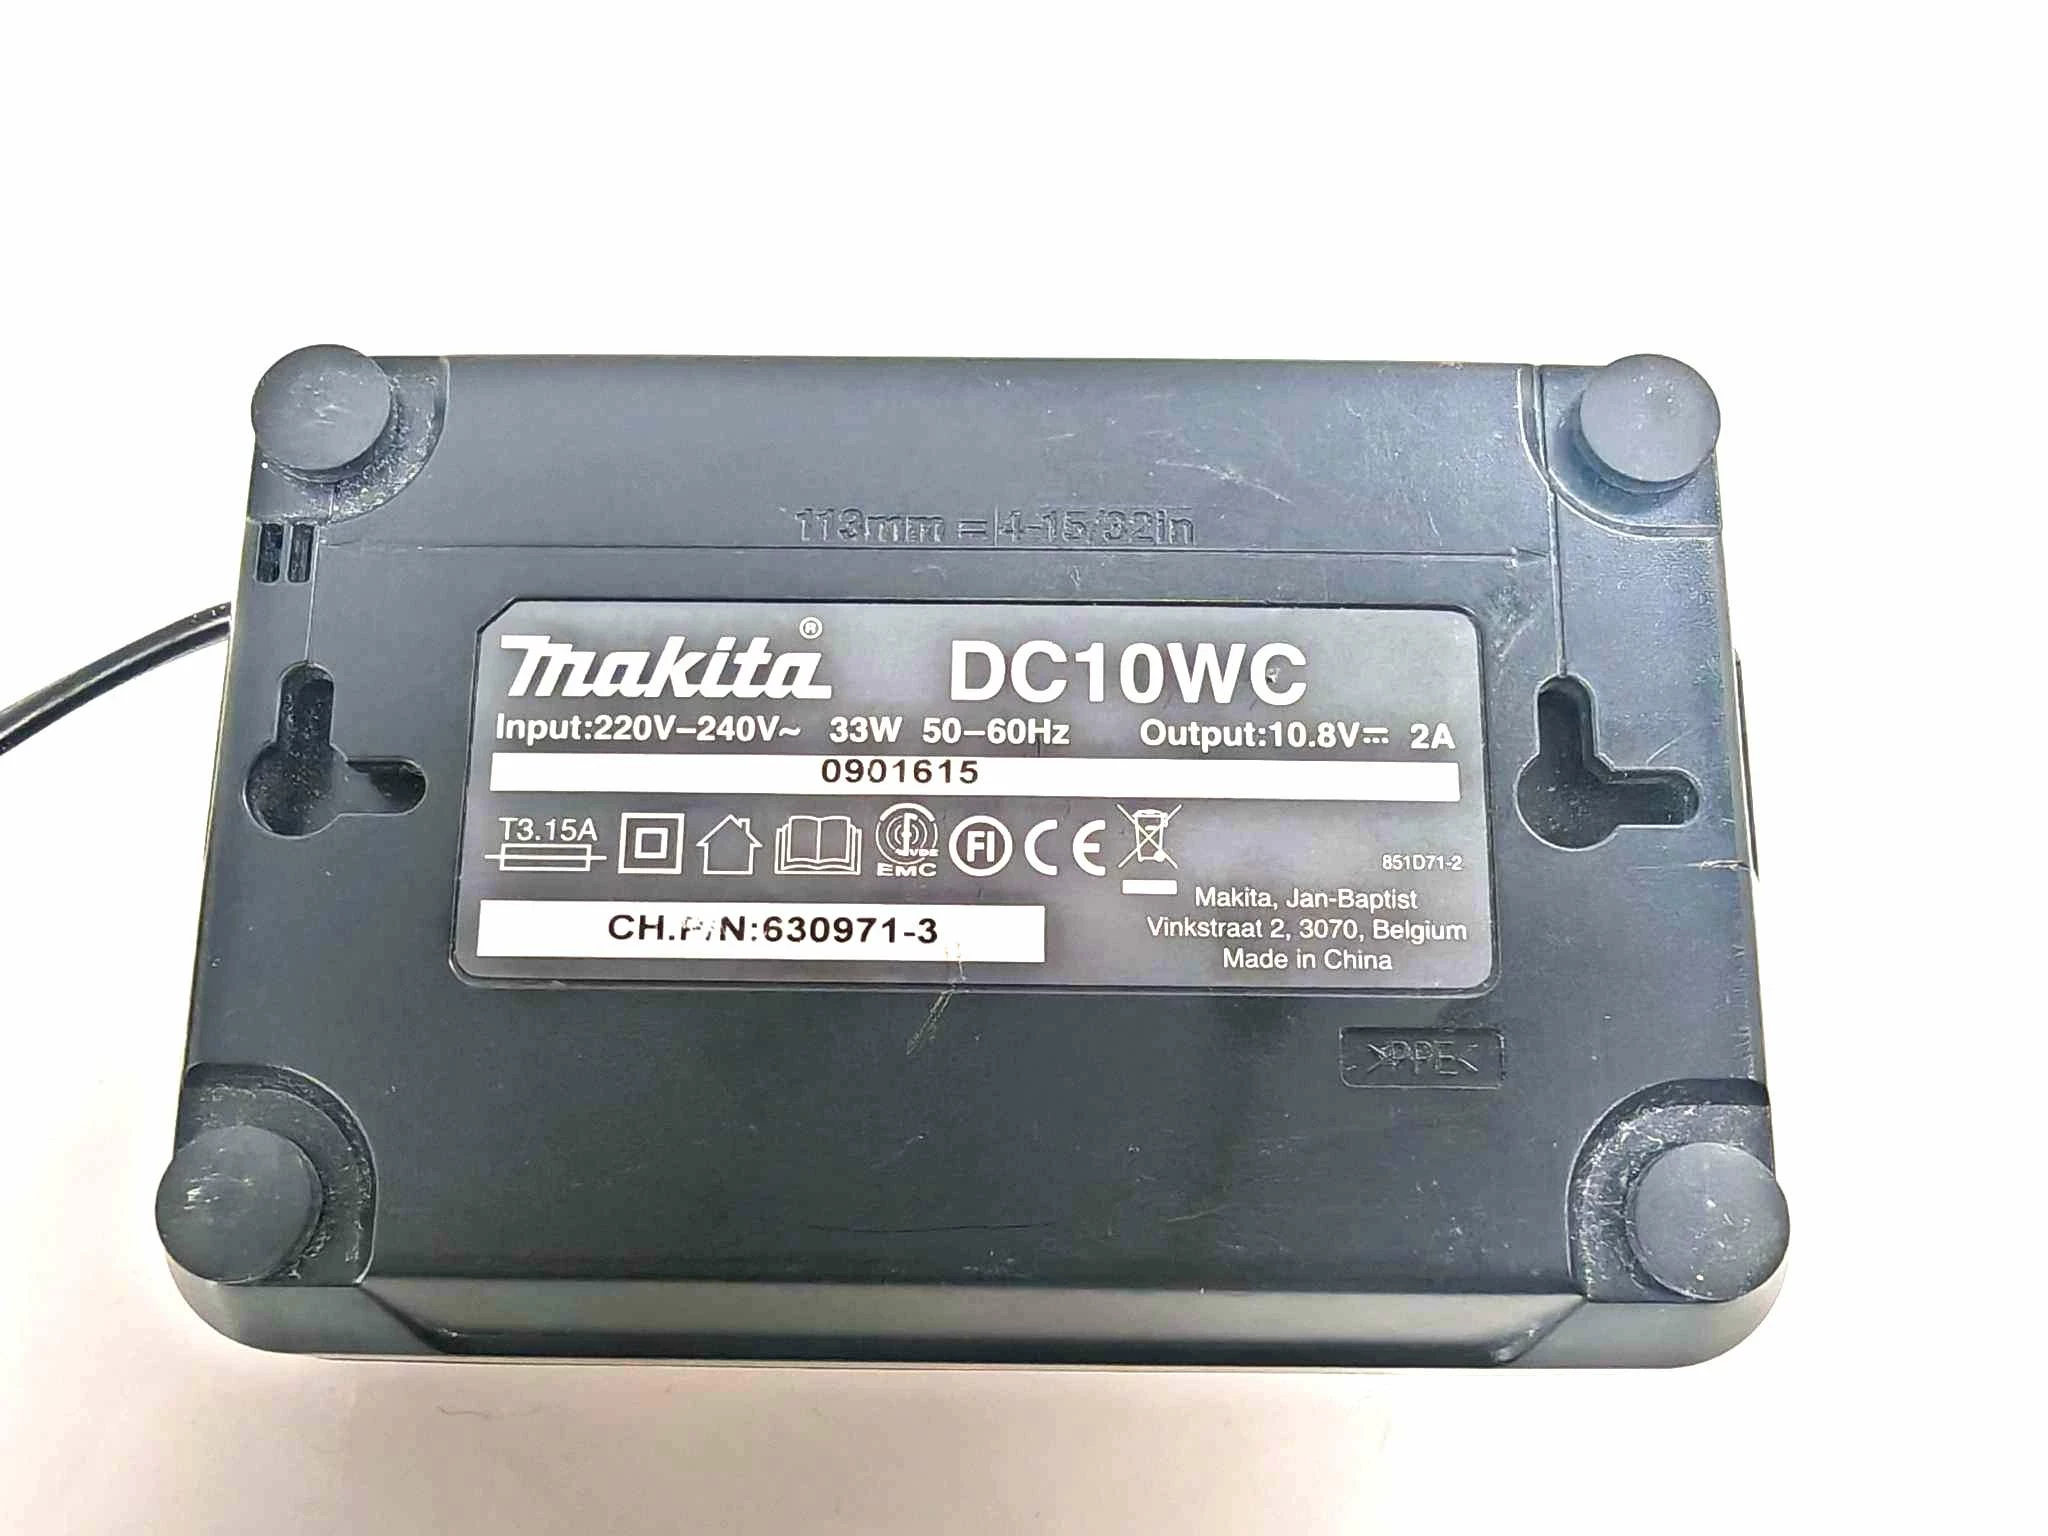 113mm = 4-15/32in
makita® DC10WC
Input:220V–240V~ 33W 50–60Hz Output:10.8V⎓ 2A
0901615
T3.15A
VDE
EMC
FI CE
851D71-2
Makita, Jan-Baptist
Vinkstraat 2, 3070, Belgium
Made in China
CH.P/N:630971-3
>PPE<